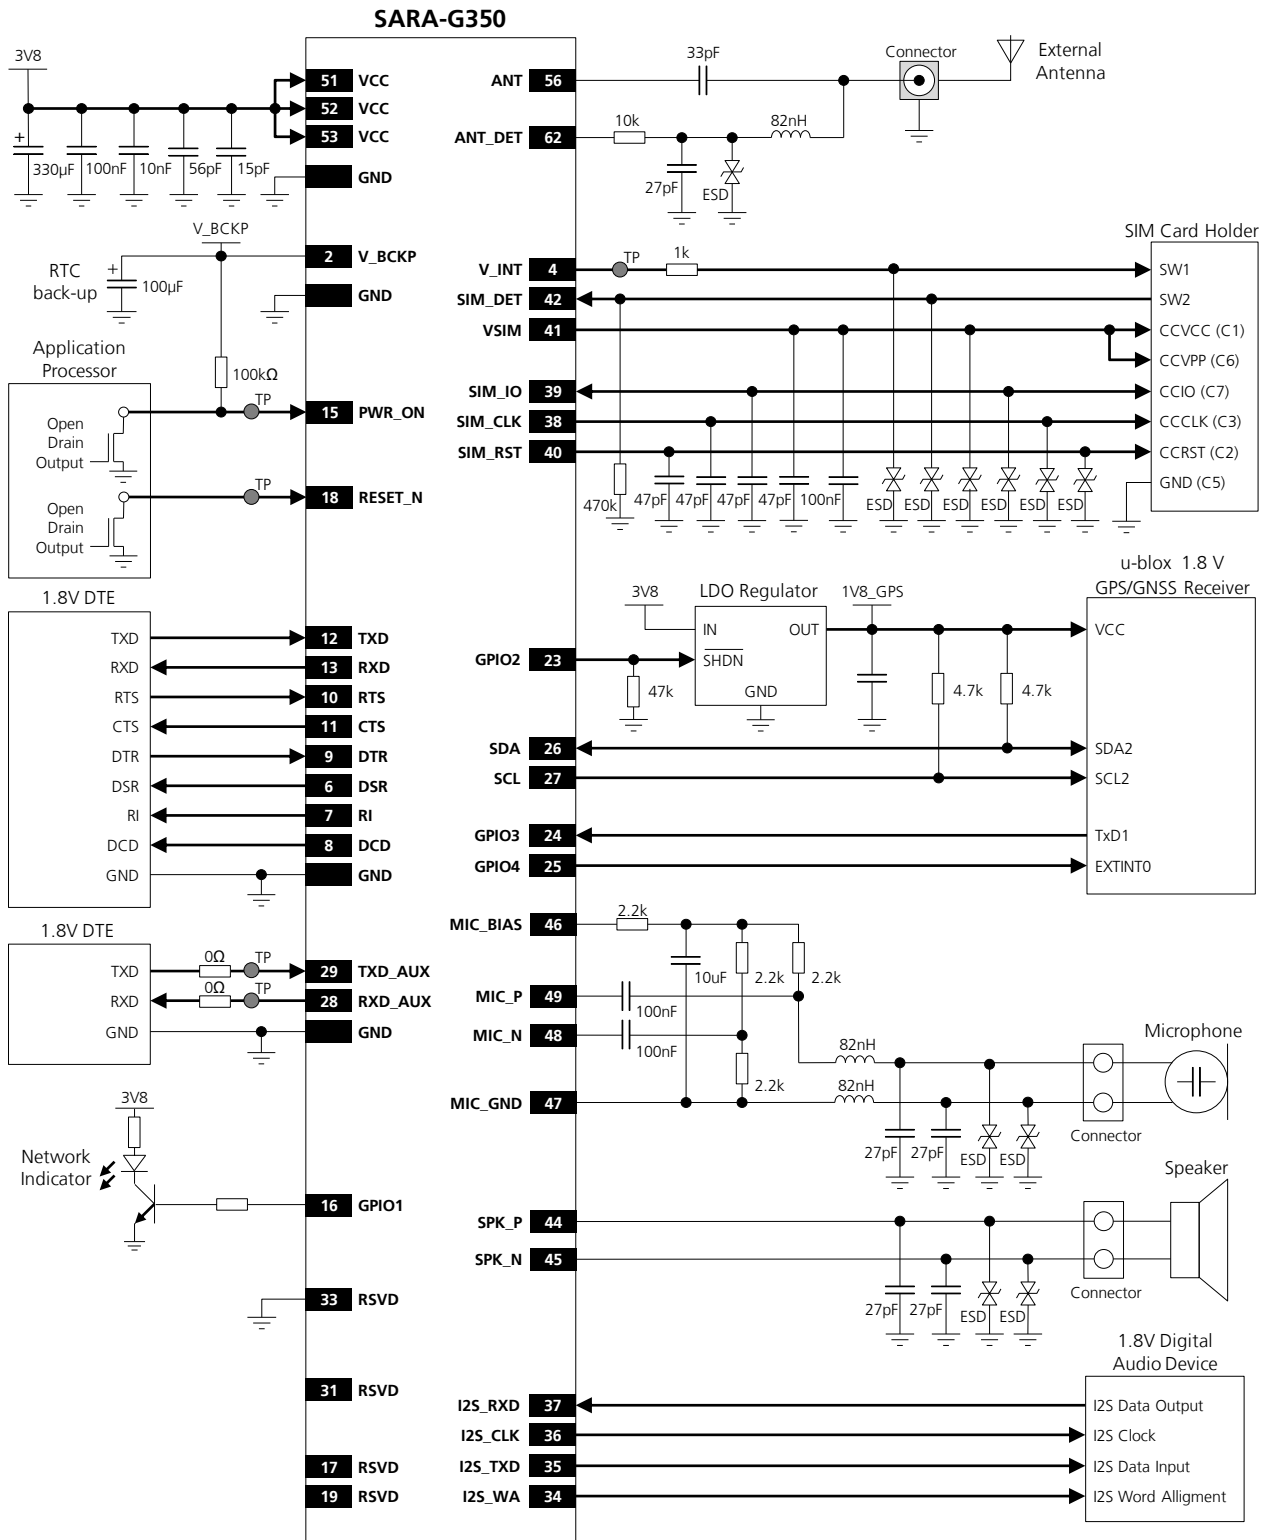 SARA-G350
3V8
51 VCC
52 VCC
53 VCC
GND
330µF
100nF
10nF
56pF
15pF
V_BCKP
2 V_BCKP
GND
RTC
back-up
100µF
Application
Processor
100kΩ
TP
15 PWR_ON
Open
Drain
Output
TP
18 RESET_N
Open
Drain
Output
1.8V DTE
TXD 12 TXD
RXD 13 RXD
RTS 10 RTS
CTS 11 CTS
DTR 9 DTR
DSR 6 DSR
RI 7 RI
DCD 8 DCD
GND GND
1.8V DTE
TXD 0Ω TP 29 TXD_AUX
RXD 0Ω TP 28 RXD_AUX
GND GND
3V8
Network
Indicator
16 GPIO1
33 RSVD
31 RSVD
17 RSVD
19 RSVD
ANT 56
33pF
Connector
External
Antenna
ANT_DET 62
10k
82nH
27pF
ESD
SIM Card Holder
V_INT 4 TP 1k SW1
SIM_DET 42 SW2
VSIM 41 CCVCC (C1)
CCVPP (C6)
SIM_IO 39 CCIO (C7)
SIM_CLK 38 CCCLK (C3)
SIM_RST 40 CCRST (C2)
GND (C5)
470k
47pF
47pF
47pF
47pF
100nF
ESD
ESD
ESD
ESD
ESD
ESD
u-blox 1.8 V
GPS/GNSS Receiver
3V8
LDO Regulator
1V8_GPS
IN OUT
VCC
GPIO2 23
SHDN
GND
47k
4.7k
4.7k
SDA 26 SDA2
SCL 27 SCL2
GPIO3 24 TxD1
GPIO4 25 EXTINT0
MIC_BIAS 46
2.2k
10uF
2.2k
2.2k
MIC_P 49
100nF
MIC_N 48
100nF
2.2k
MIC_GND 47
82nH
82nH
Microphone
27pF
27pF
ESD
ESD
Connector
Speaker
SPK_P 44
SPK_N 45
27pF
27pF
ESD
ESD
Connector
1.8V Digital
Audio Device
I2S_RXD 37 I2S Data Output
I2S_CLK 36 I2S Clock
I2S_TXD 35 I2S Data Input
I2S_WA 34 I2S Word Alligment